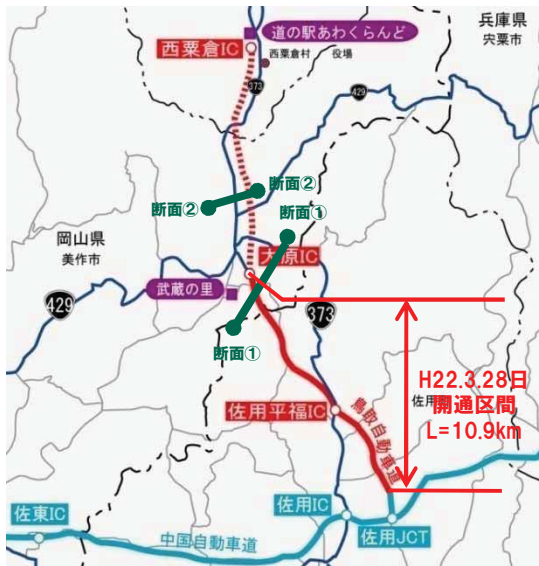 兵庫県
宍粟市
道の駅あわくらんど
西粟倉IC
西粟倉村 役場
373
429
断面②
断面②
断面①
岡山県
美作市
大原IC
武蔵の里
429
373
断面①
H22.3.28日
開通区間
L=10.9km
佐用
佐用平福IC
鳥取自動車道
佐用IC
佐東IC
中国自動車道
佐用JCT